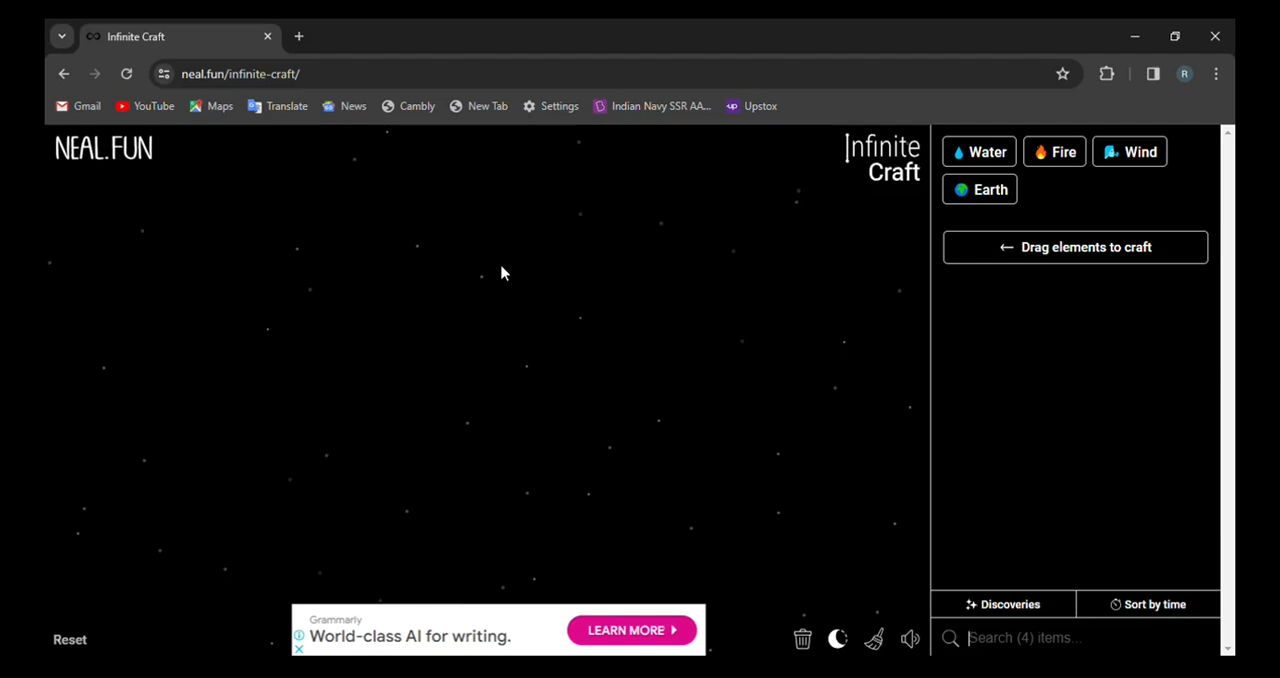 Infinite Craft
neal.fun/infinite-craft/
R
Gmail YouTube Maps Translate News Cambly New Tab Settings Indian Navy SSR AA... up Upstox
NEAL.FUN
Infinite
Craft
Water Fire Wind
Earth
← Drag elements to craft
Discoveries Sort by time
Search (4) items...
Reset
Grammarly
World-class AI for writing.
LEARN MORE